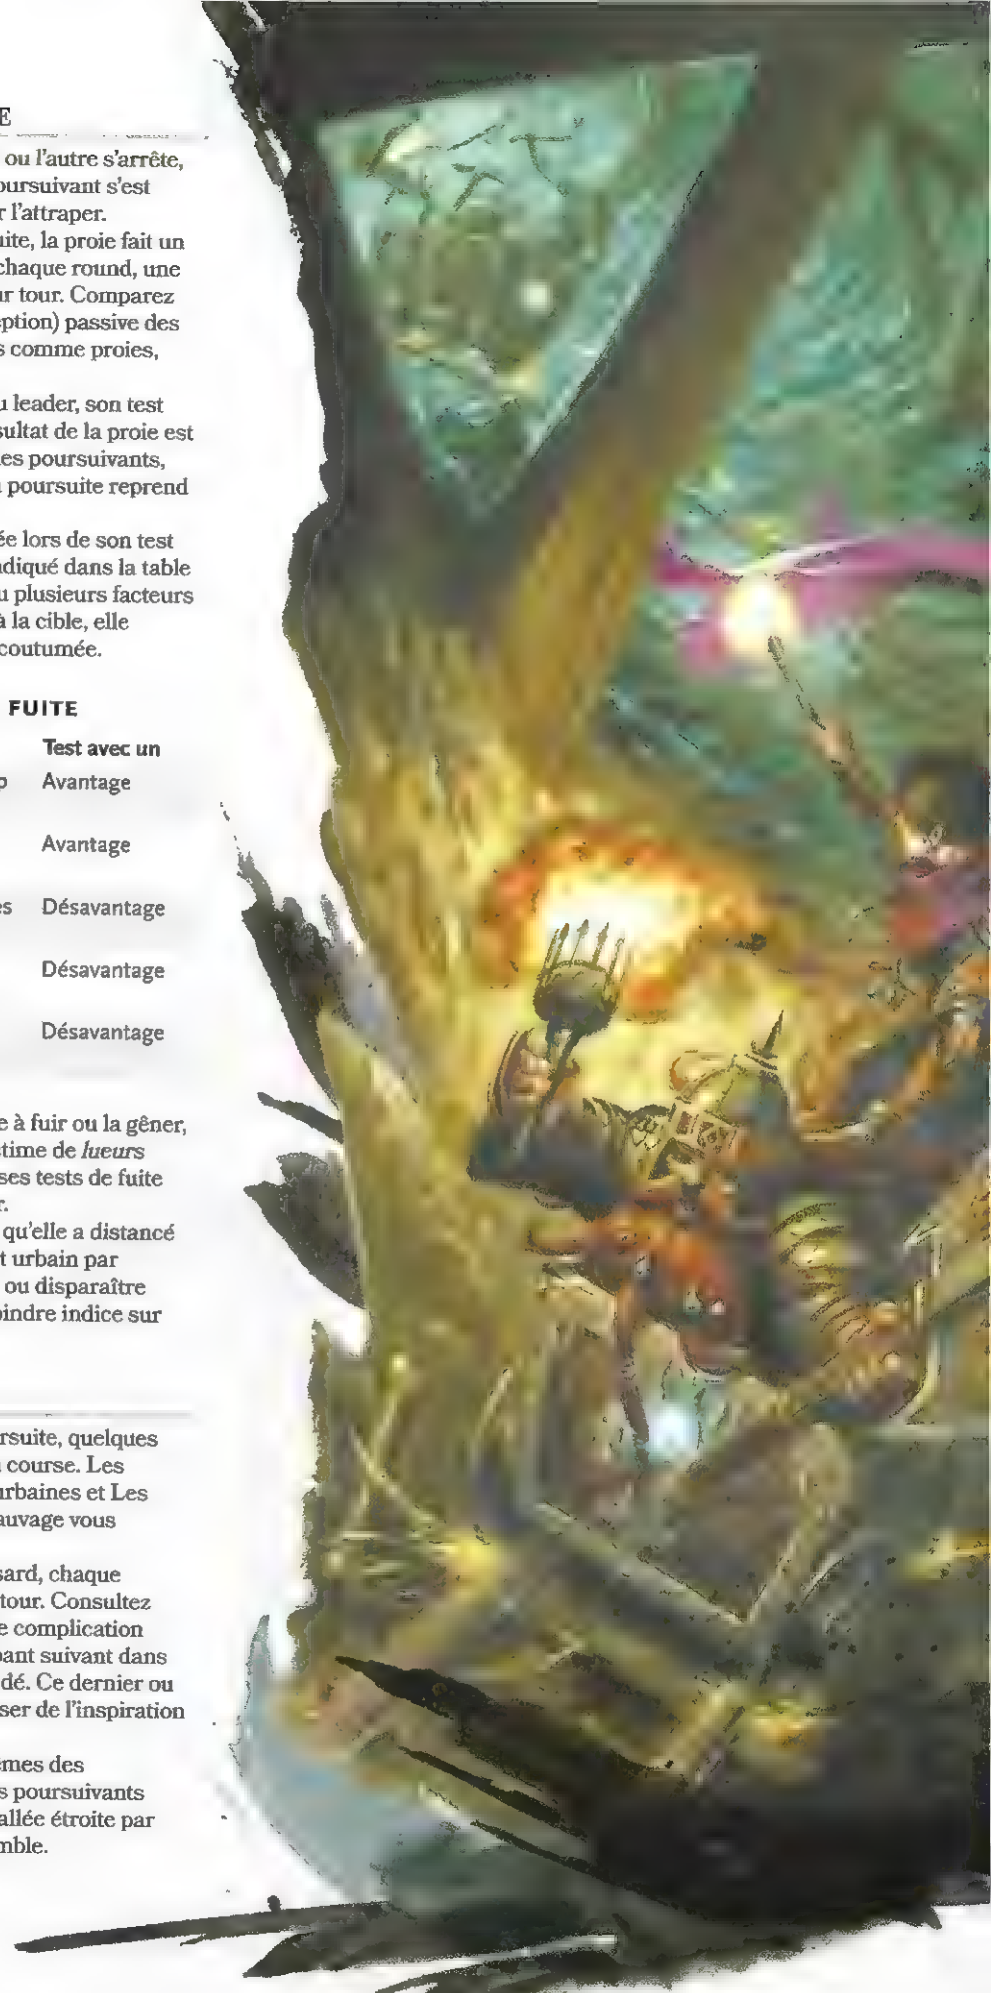 E
ou l'autre s'arrête,
oursuivant s'est
r l'attraper.
uite, la proie fait un
chaque round, une
ur tour. Comparez
eption) passive des
s comme proies,
u leader, son test
sultat de la proie est
les poursuivants,
a poursuite reprend
ée lors de son test
ndiqué dans la table
u plusieurs facteurs
à la cible, elle
coutumée.
FUITE
Test avec un
p Avantage
Avantage
es Désavantage
Désavantage
Désavantage
e à fuir ou la gêner,
ctime de lueurs
ses tests de fuite
r.
qu'elle a distancé
t urbain par
ou disparaître
oindre indice sur
rsuite, quelques
a course. Les
urbaines et Les
auvage vous
sard, chaque
tour. Consultez
e complication
pant suivant dans
dé. Ce dernier ou
ser de l'inspiration
èmes des
s poursuivants
allée étroite par
mble.